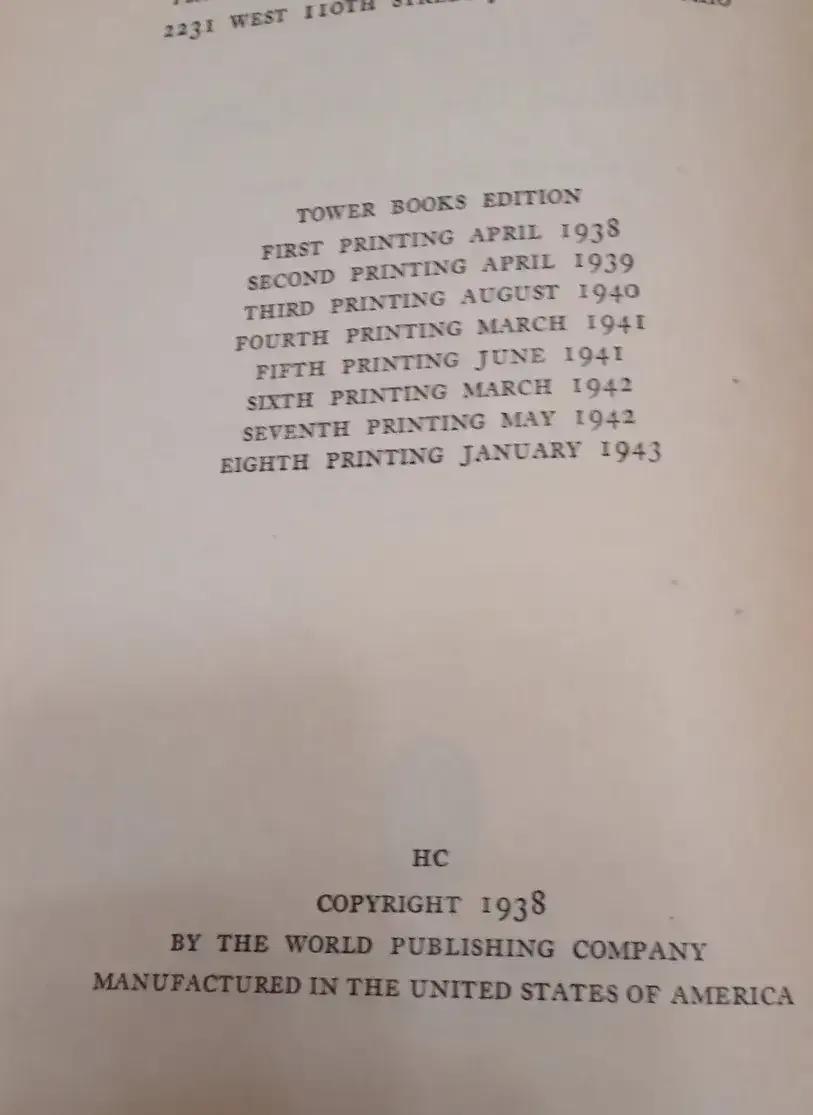 2231 WEST 110TH
TOWER BOOKS EDITION
FIRST PRINTING APRIL 1938
SECOND PRINTING APRIL 1939
THIRD PRINTING AUGUST 1940
FOURTH PRINTING MARCH 1941
FIFTH PRINTING JUNE 1941
SIXTH PRINTING MARCH 1942
SEVENTH PRINTING MAY 1942
EIGHTH PRINTING JANUARY 1943
HC
COPYRIGHT 1938
BY THE WORLD PUBLISHING COMPANY
MANUFACTURED IN THE UNITED STATES OF AMERICA